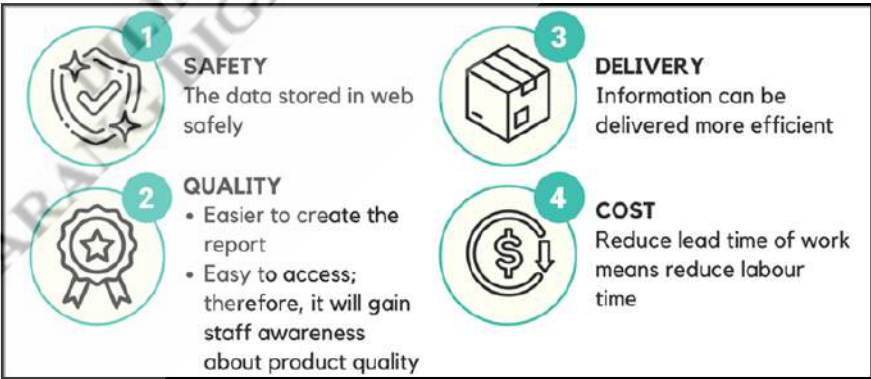 1
SAFETY
The data stored in web
safely
2
QUALITY
• Easier to create the
report
• Easy to access;
therefore, it will gain
staff awareness
about product quality
3
DELIVERY
Information can be
delivered more efficient
4
COST
Reduce lead time of work
means reduce labour
time